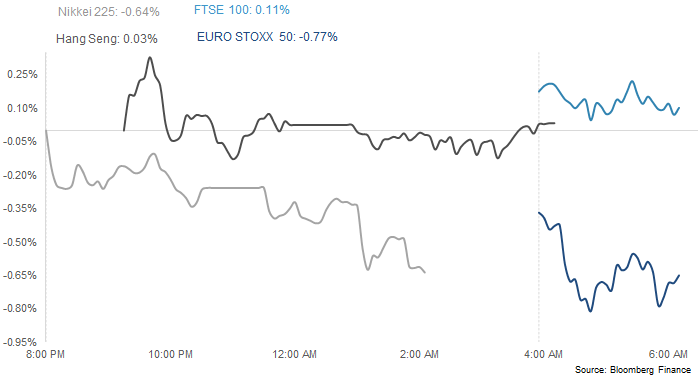 Nikkei 225: -0.64%
FTSE 100: 0.11%
Hang Seng: 0.03%
EURO STOXX 50: -0.77%
0.25%
0.10%
-0.05%
-0.20%
-0.35%
-0.50%
-0.65%
-0.80%
-0.95%
8:00 PM
10:00 PM
12:00 AM
2:00 AM
4:00 AM
6:00 AM
Source: Bloomberg Finance